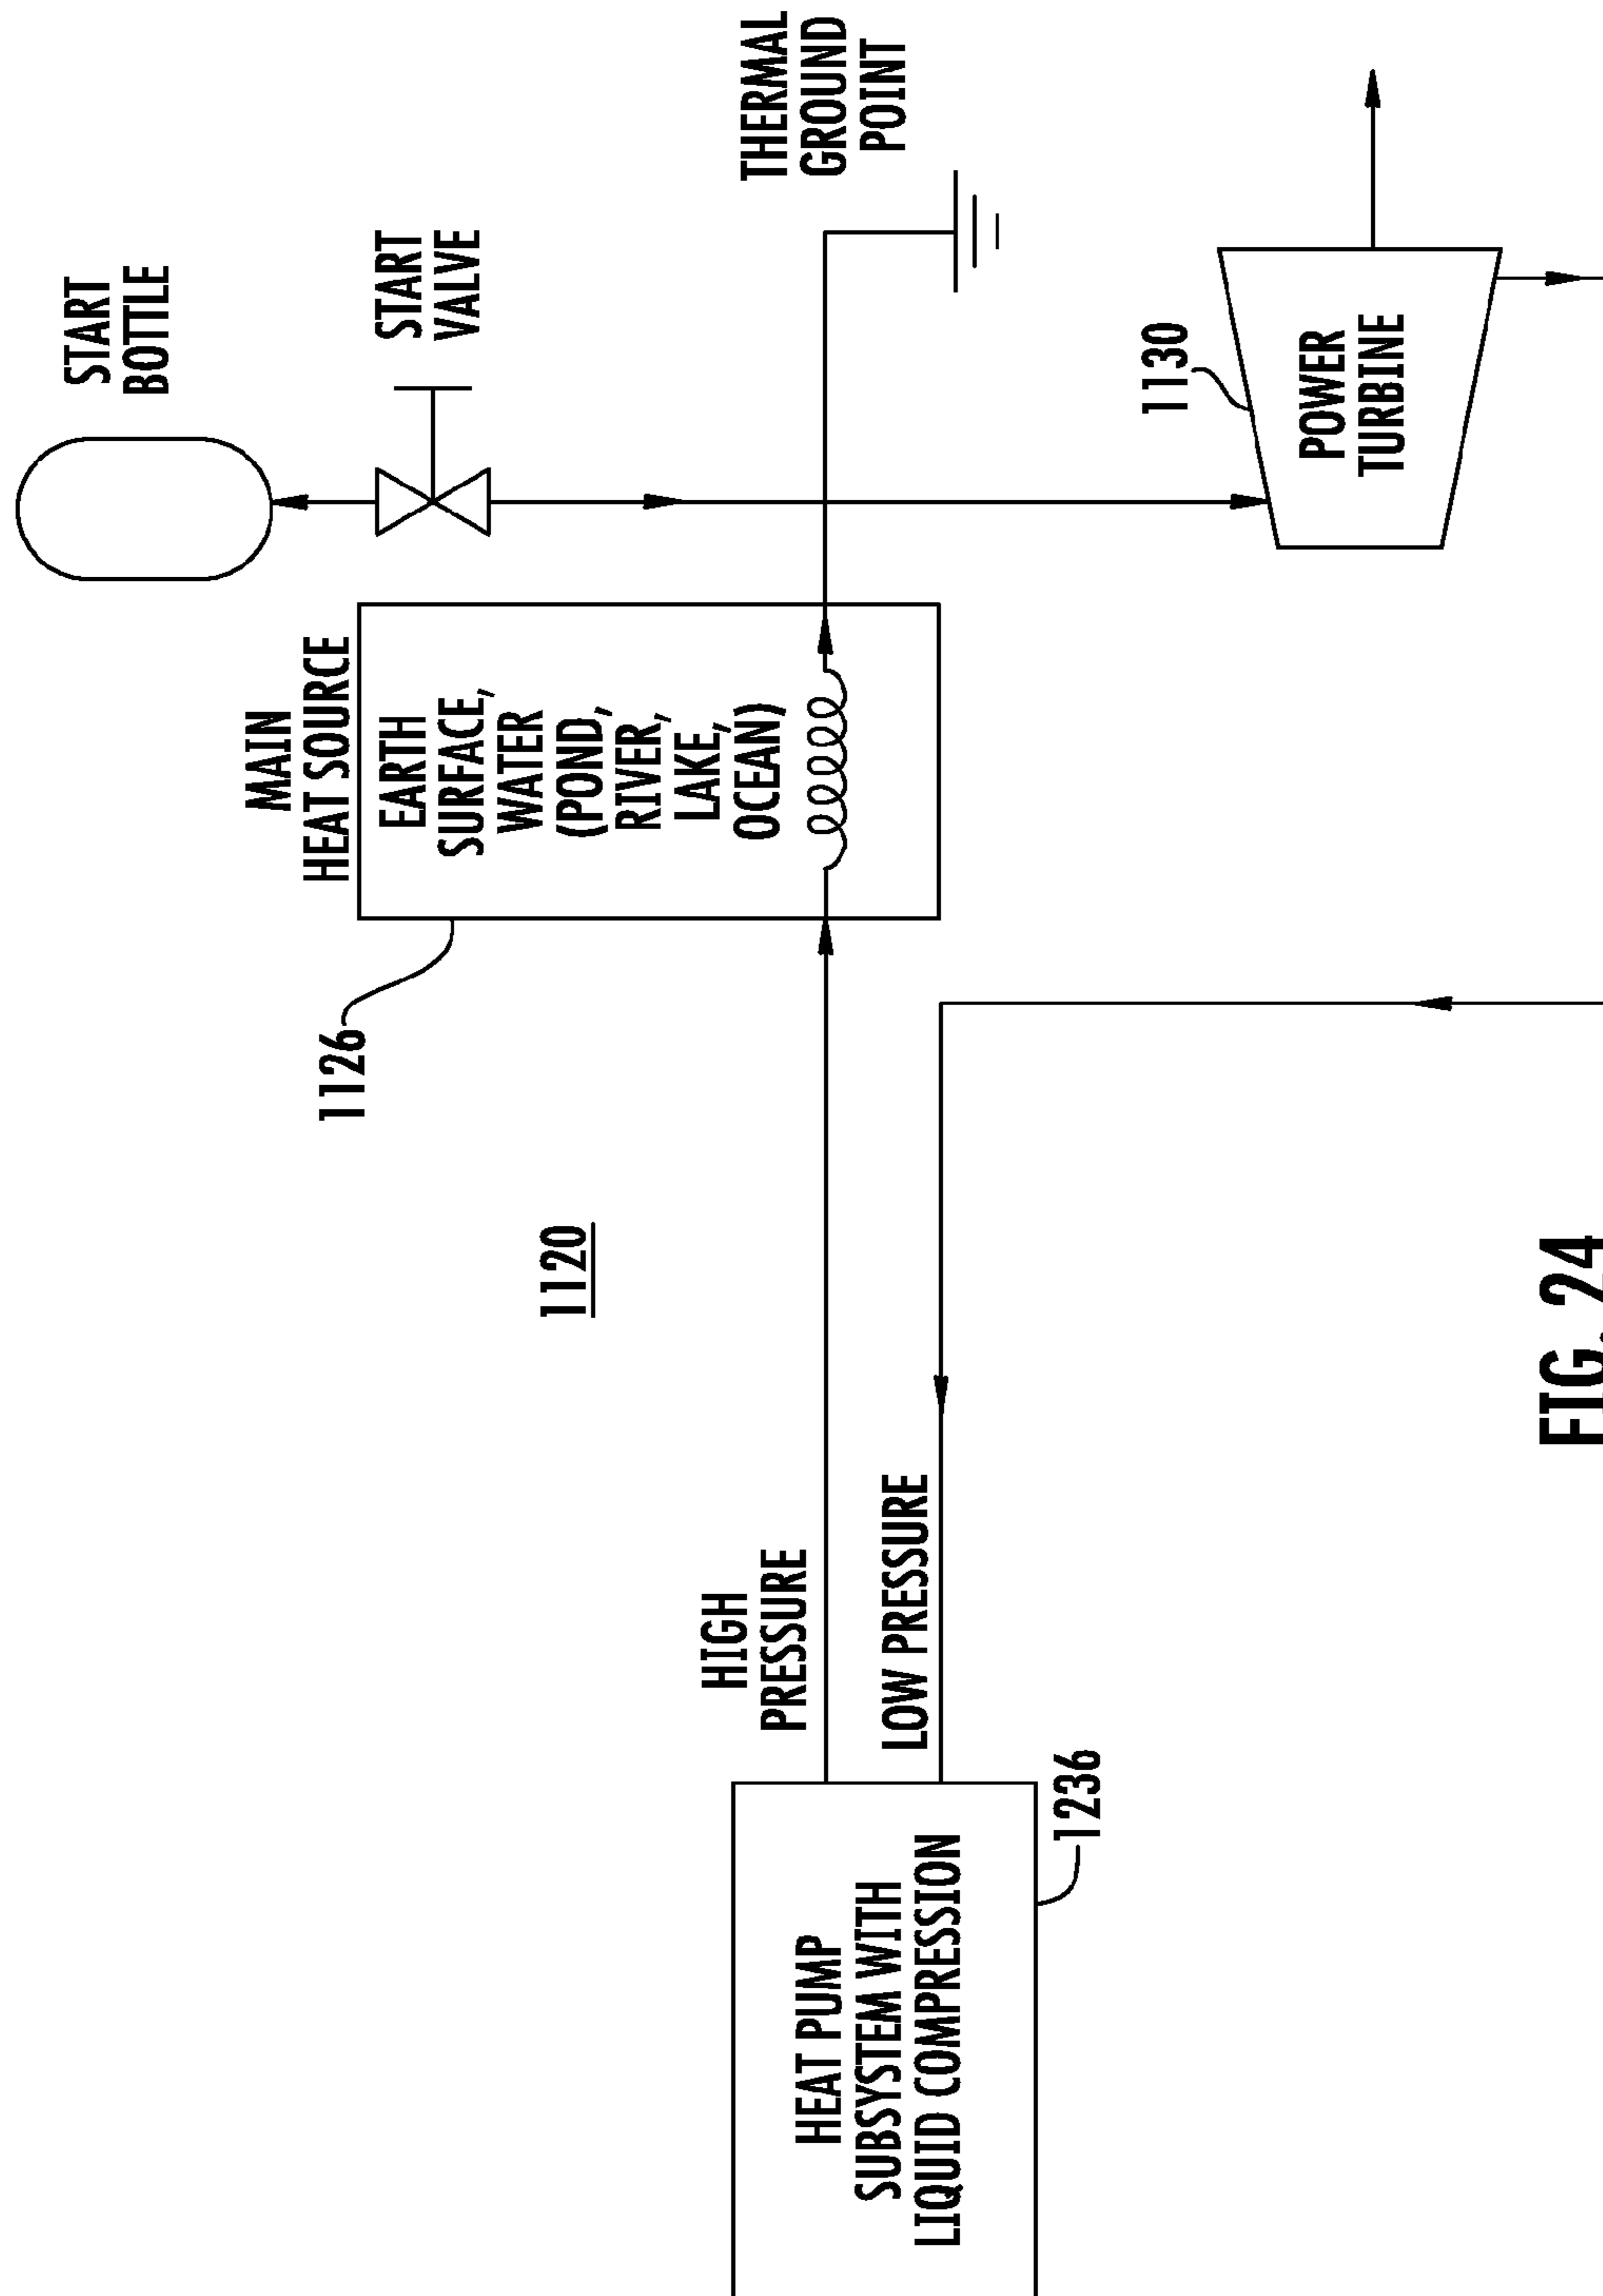 START
BOTTLE
START
VALVE
THERMAL
GROUND
POINT
MAIN
HEAT SOURCE
EARTH
SURFACE,
WATER
(POND,
RIVER,
LAKE,
OCEAN)
1126
1130
POWER
TURBINE
1120
HIGH
PRESSURE
LOW PRESSURE
HEAT PUMP
SUBSYSTEM WITH
LIQUID COMPRESSION
1236
FIG. 24